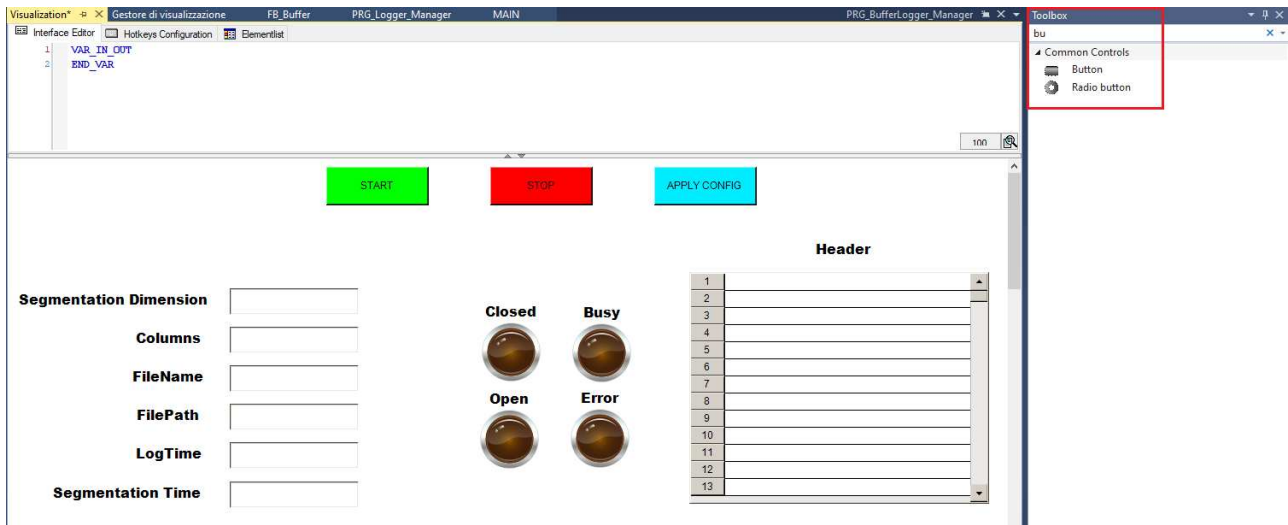 Visualization* Gestore di visualizzazione FB_Buffer PRG_Logger_Manager MAIN PRG_BufferLogger_Manager Toolbox
Interface Editor Hotkeys Configuration Elementlist bu
1 VAR_IN_OUT Common Controls
2 END_VAR Button
Radio button
100
START STOP APPLY CONFIG
Header
Segmentation Dimension
Columns
FileName
FilePath
LogTime
Segmentation Time
Closed Busy
Open Error
1
2
3
4
5
6
7
8
9
10
11
12
13